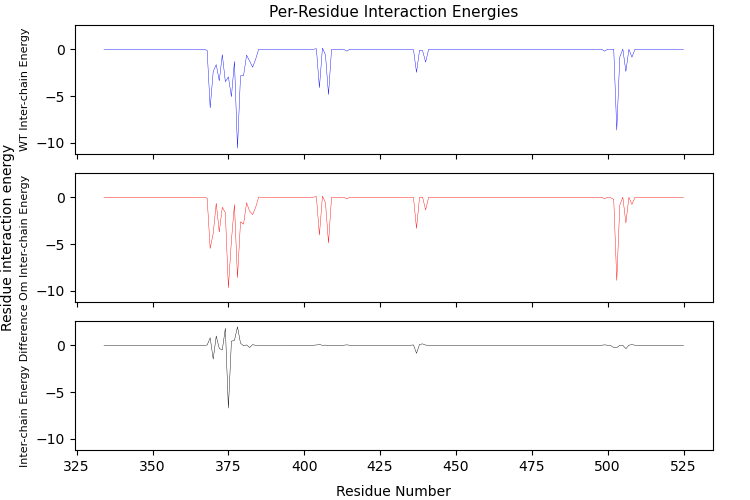 Per-Residue Interaction Energies
WT Inter-chain Energy
0
−5
−10
Residue interaction energy
Om Inter-chain Energy
0
−5
−10
Inter-chain Energy Difference
0
−5
−10
325 350 375 400 425 450 475 500 525
Residue Number